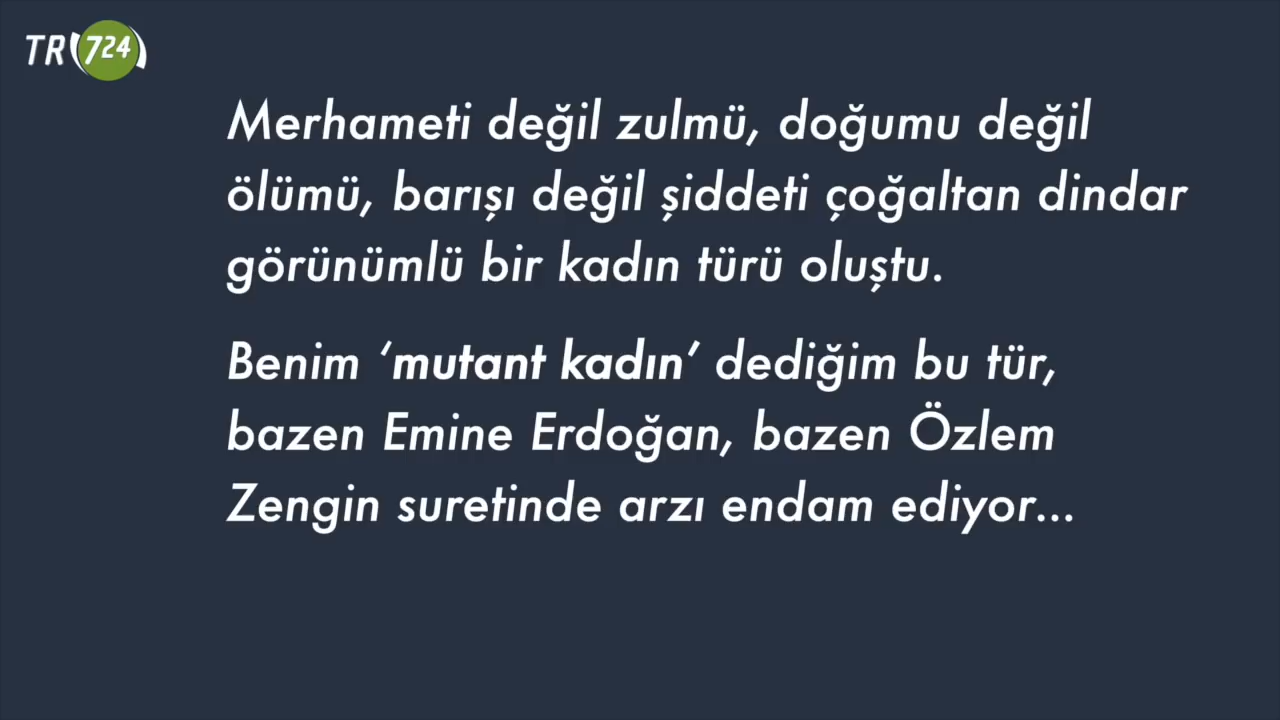 TR724
Merhameti değil zulmü, doğumu değil
ölümü, barışı değil şiddeti çoğaltan dindar
görünümlü bir kadın türü oluştu.
Benim ‘mutant kadın’ dediğim bu tür,
bazen Emine Erdoğan, bazen Özlem
Zengin suretinde arzı endam ediyor...